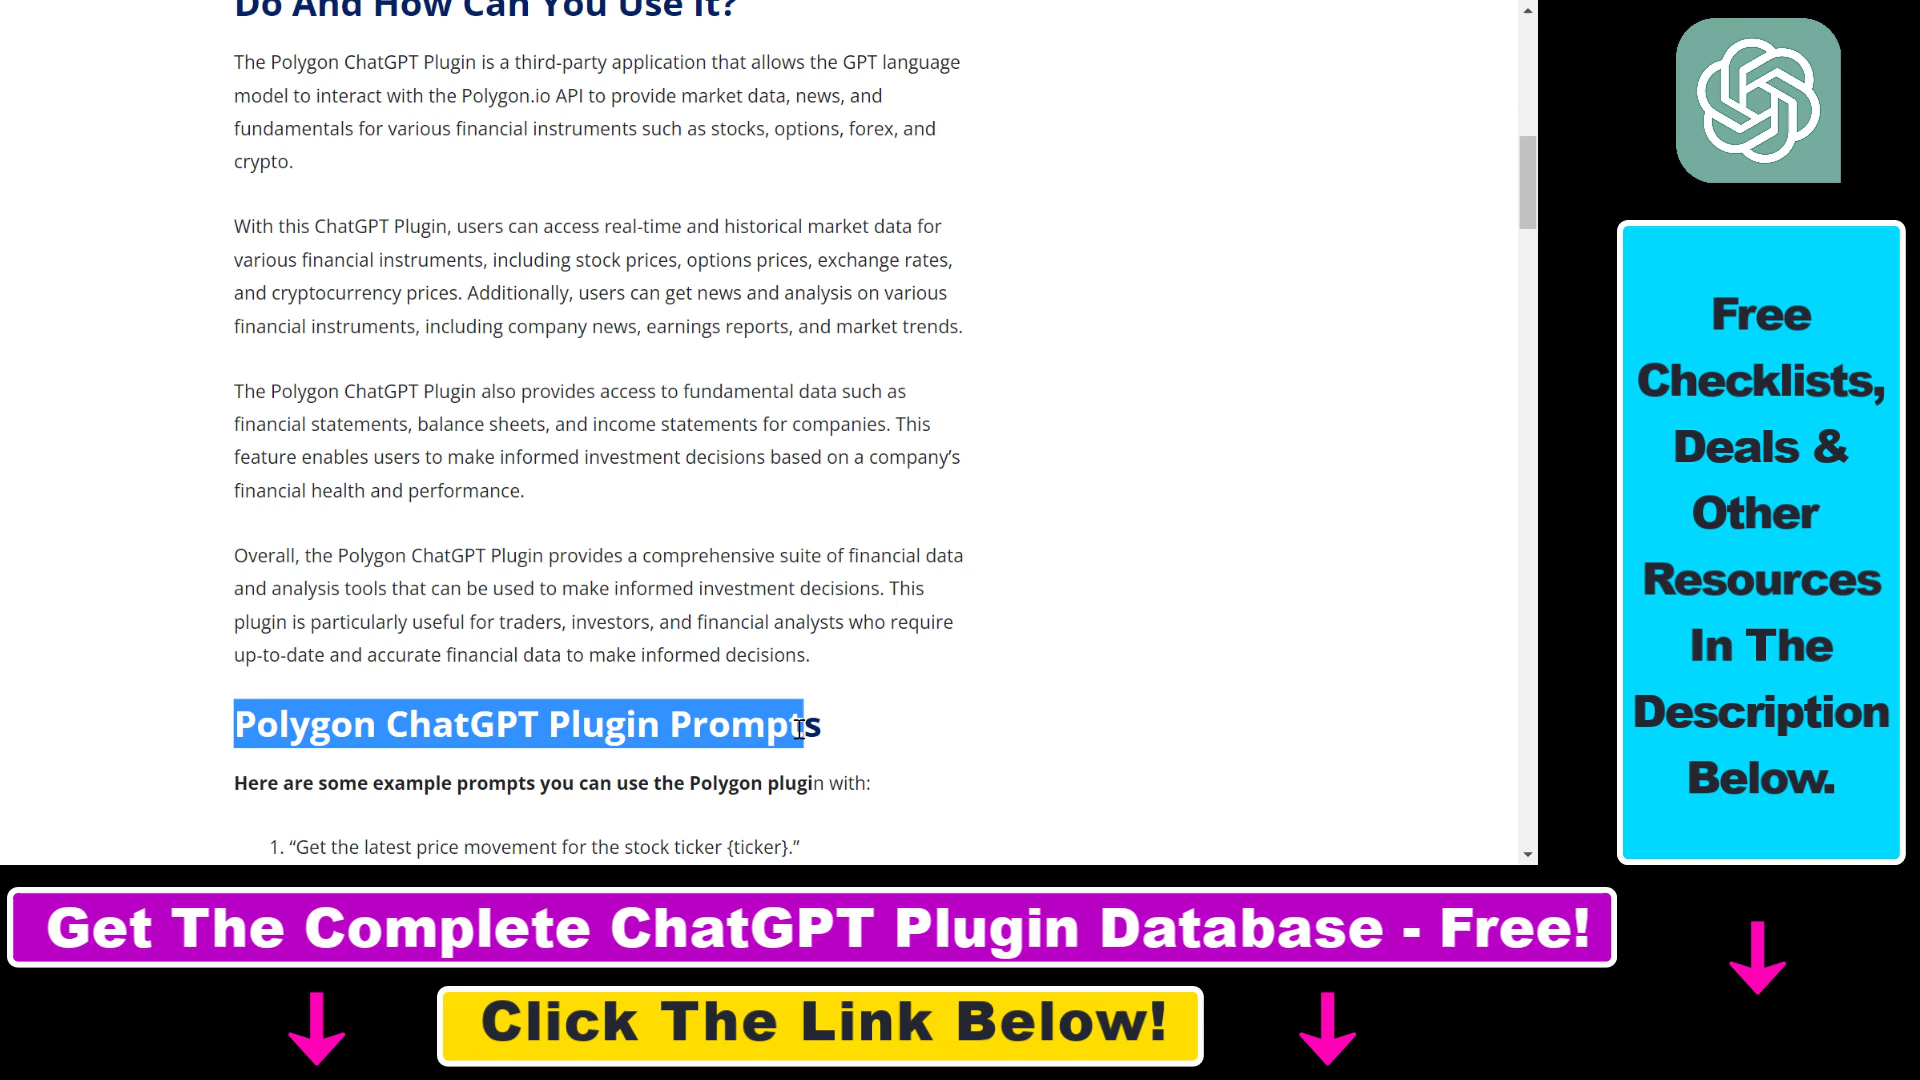 Do And How Can You Use It?
The Polygon ChatGPT Plugin is a third-party application that allows the GPT language
model to interact with the Polygon.io API to provide market data, news, and
fundamentals for various financial instruments such as stocks, options, forex, and
crypto.
With this ChatGPT Plugin, users can access real-time and historical market data for
various financial instruments, including stock prices, options prices, exchange rates,
and cryptocurrency prices. Additionally, users can get news and analysis on various
financial instruments, including company news, earnings reports, and market trends.
The Polygon ChatGPT Plugin also provides access to fundamental data such as
financial statements, balance sheets, and income statements for companies. This
feature enables users to make informed investment decisions based on a company’s
financial health and performance.
Overall, the Polygon ChatGPT Plugin provides a comprehensive suite of financial data
and analysis tools that can be used to make informed investment decisions. This
plugin is particularly useful for traders, investors, and financial analysts who require
up-to-date and accurate financial data to make informed decisions.
Polygon ChatGPT Plugin Prompts
Here are some example prompts you can use the Polygon plugin with:
1. “Get the latest price movement for the stock ticker {ticker}.”
Free
Checklists,
Deals &
Other
Resources
In The
Description
Below.
Get The Complete ChatGPT Plugin Database - Free!
Click The Link Below!